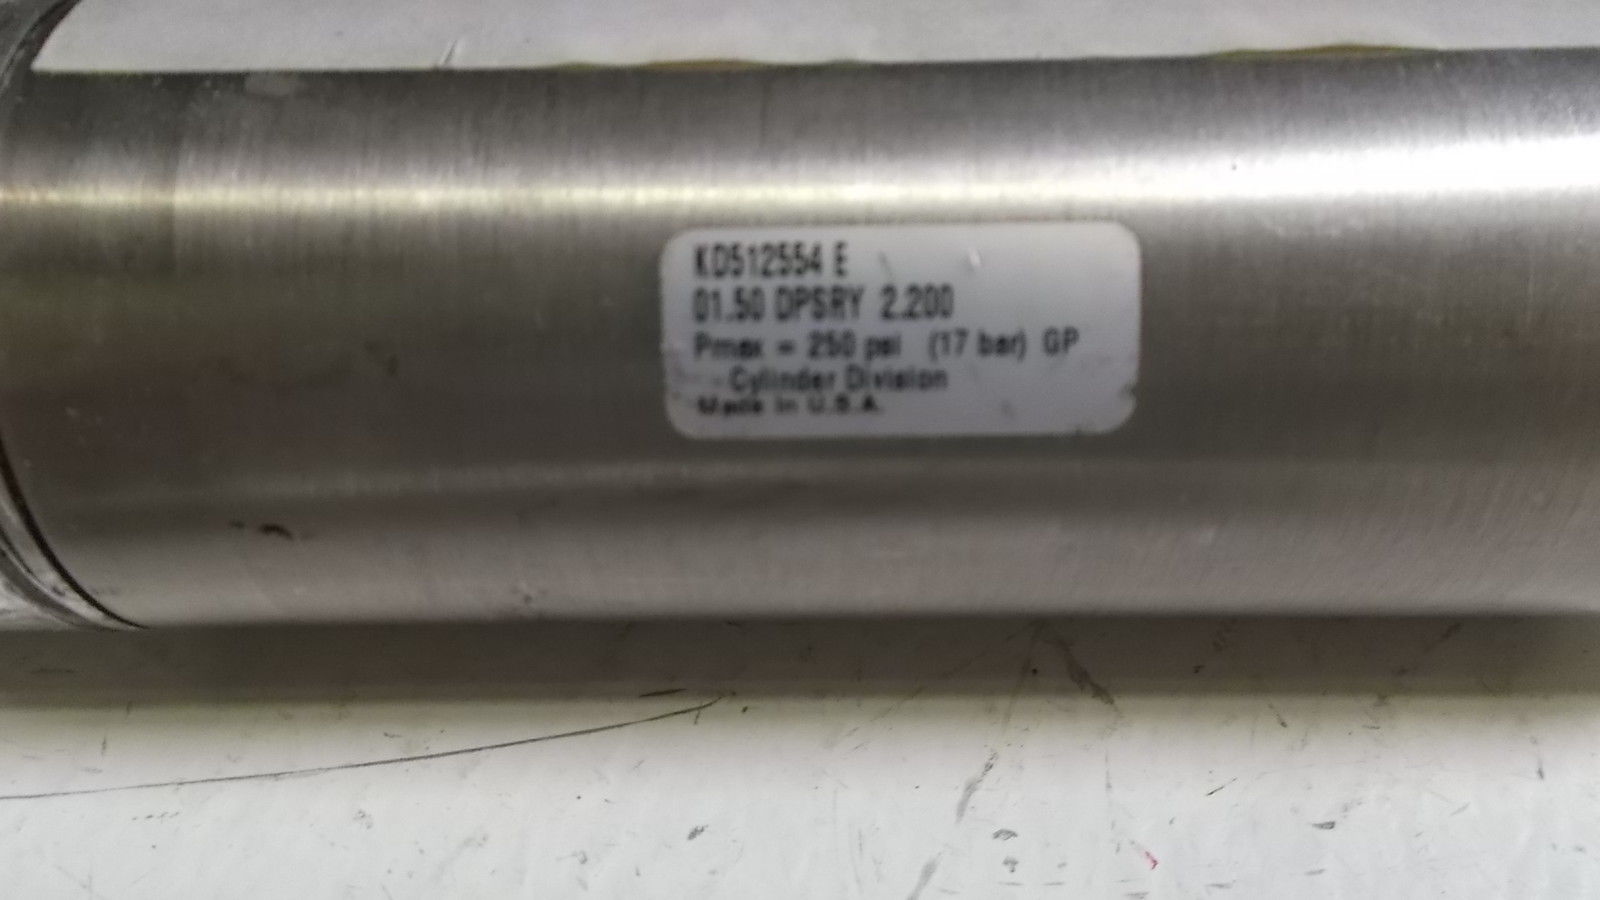 KD512554 E
01.50 DPSRY 2.200
Pmax = 250 psi (17 bar) GP
Cylinder Division
Made In U.S.A.